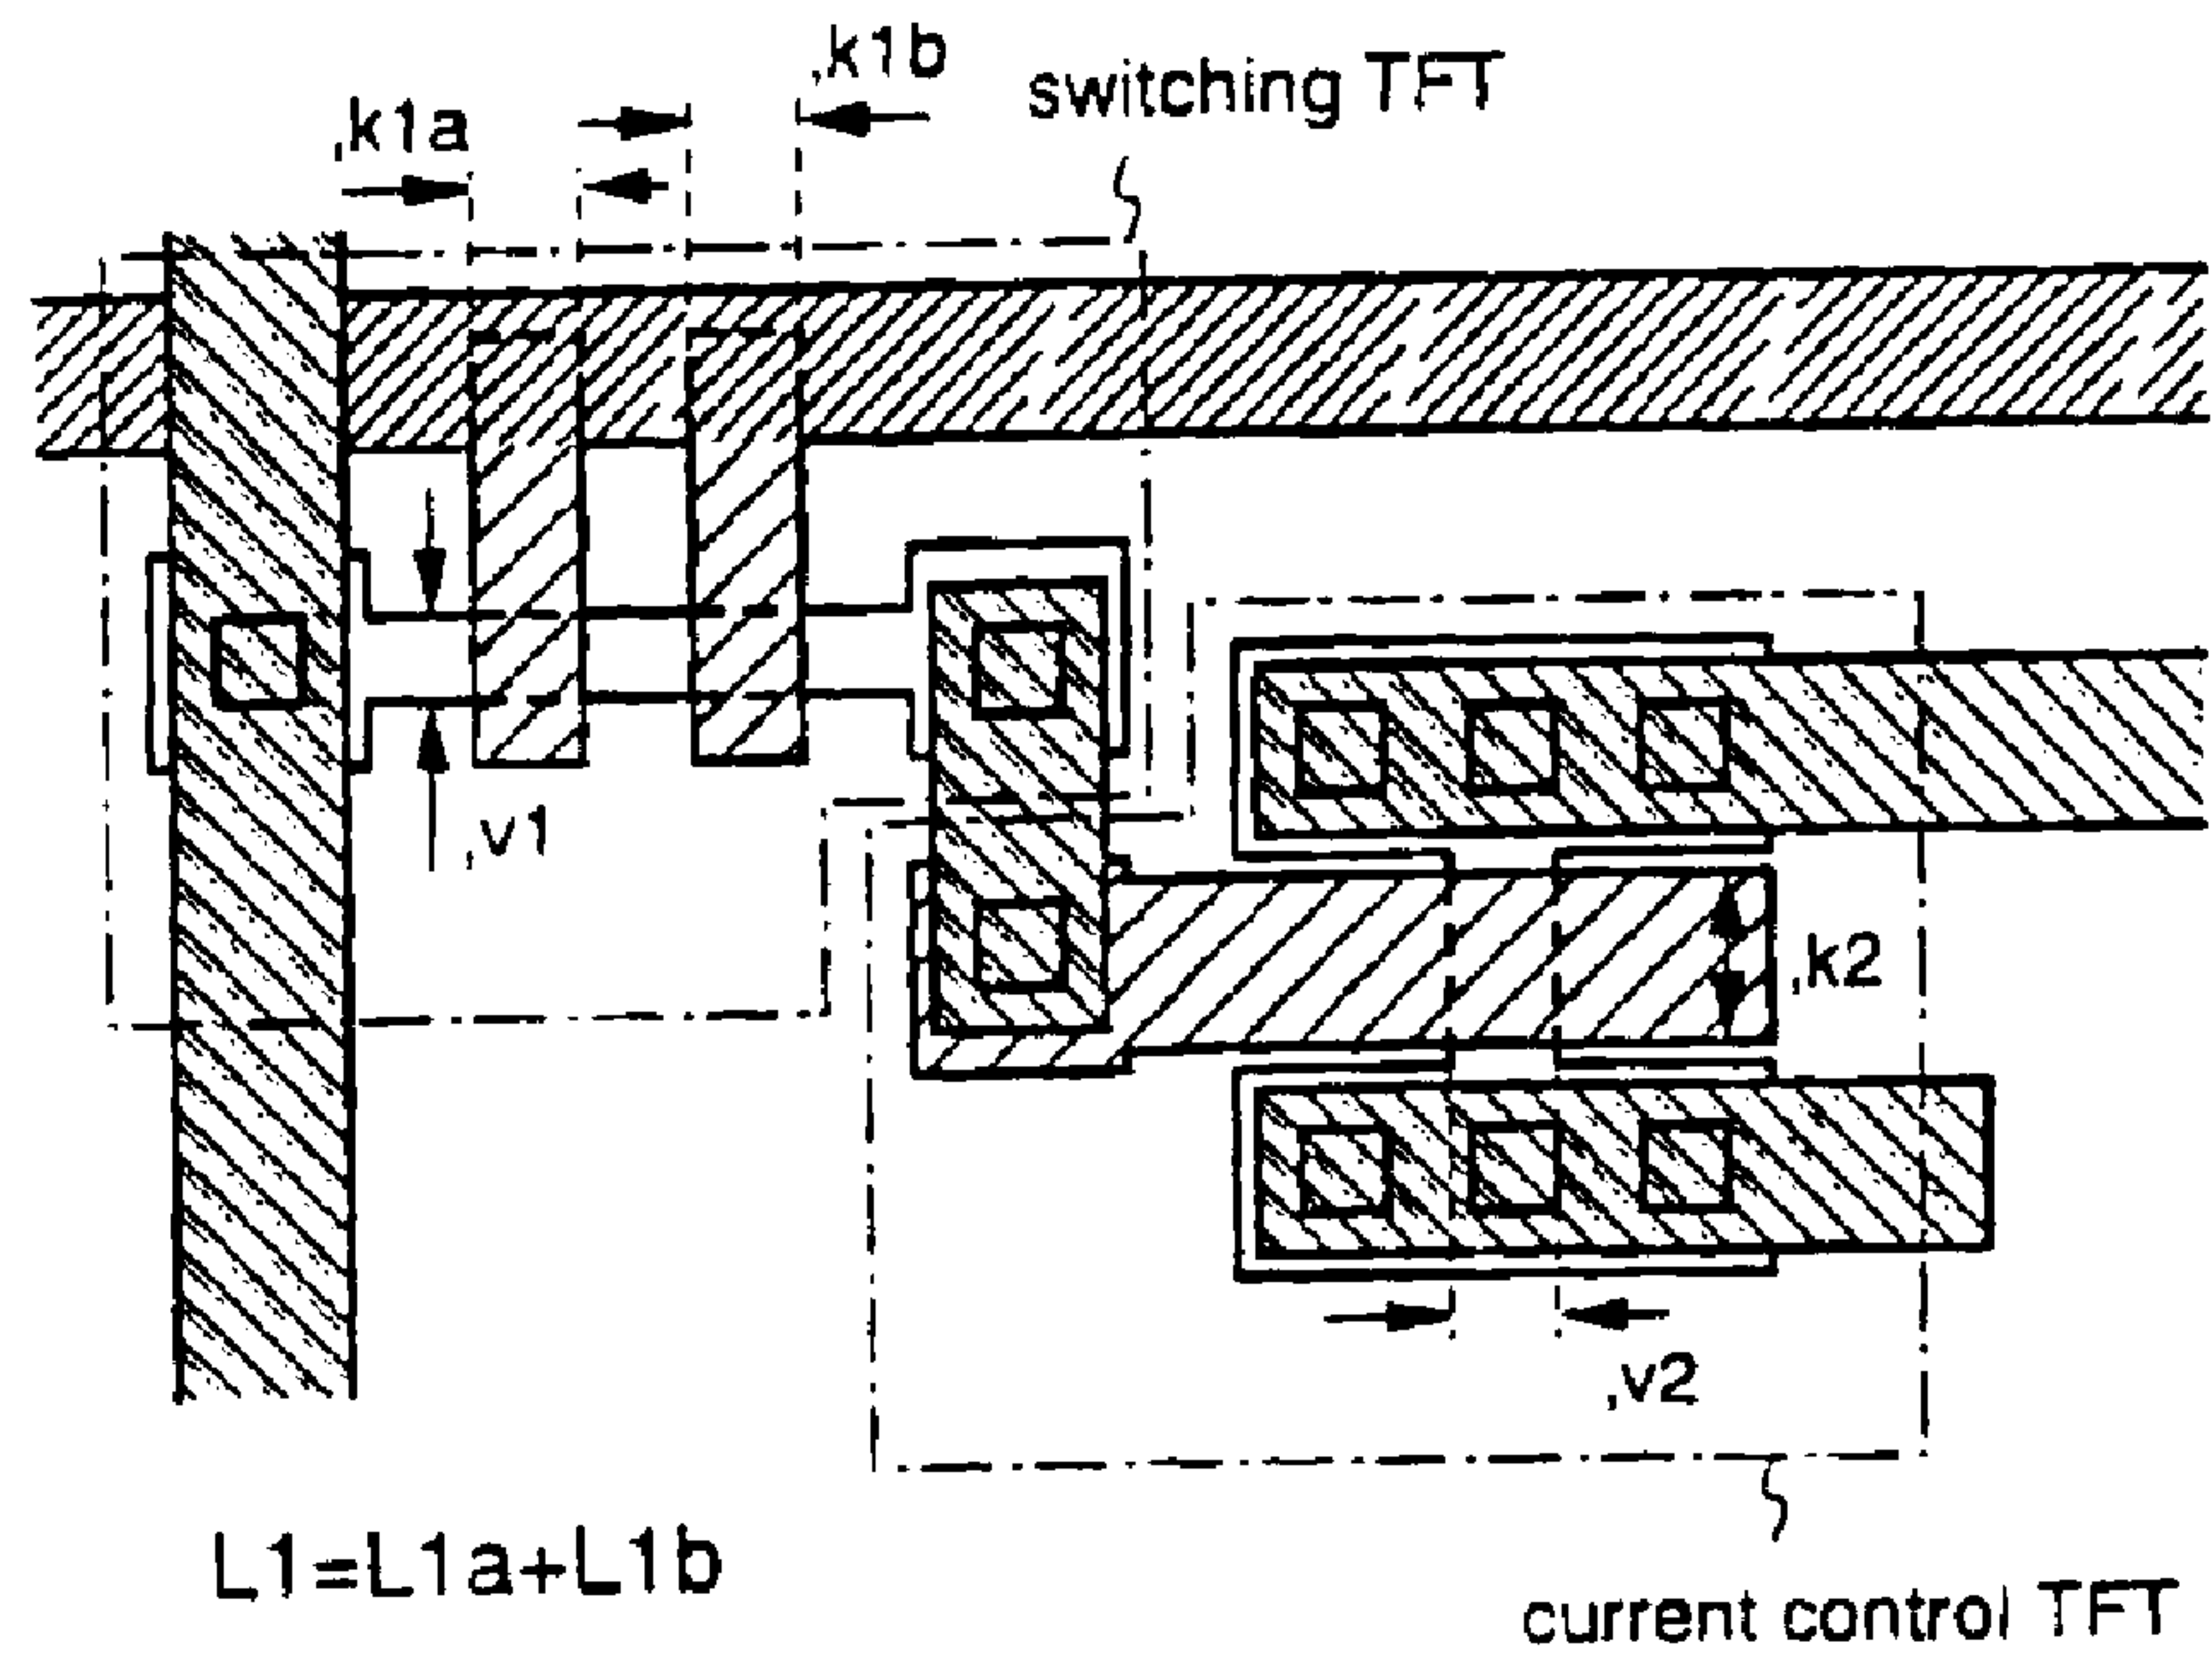 ,k1b
switching TFT
,k1a
,v1
,k2
,v2
L1=L1a+L1b
current control TFT